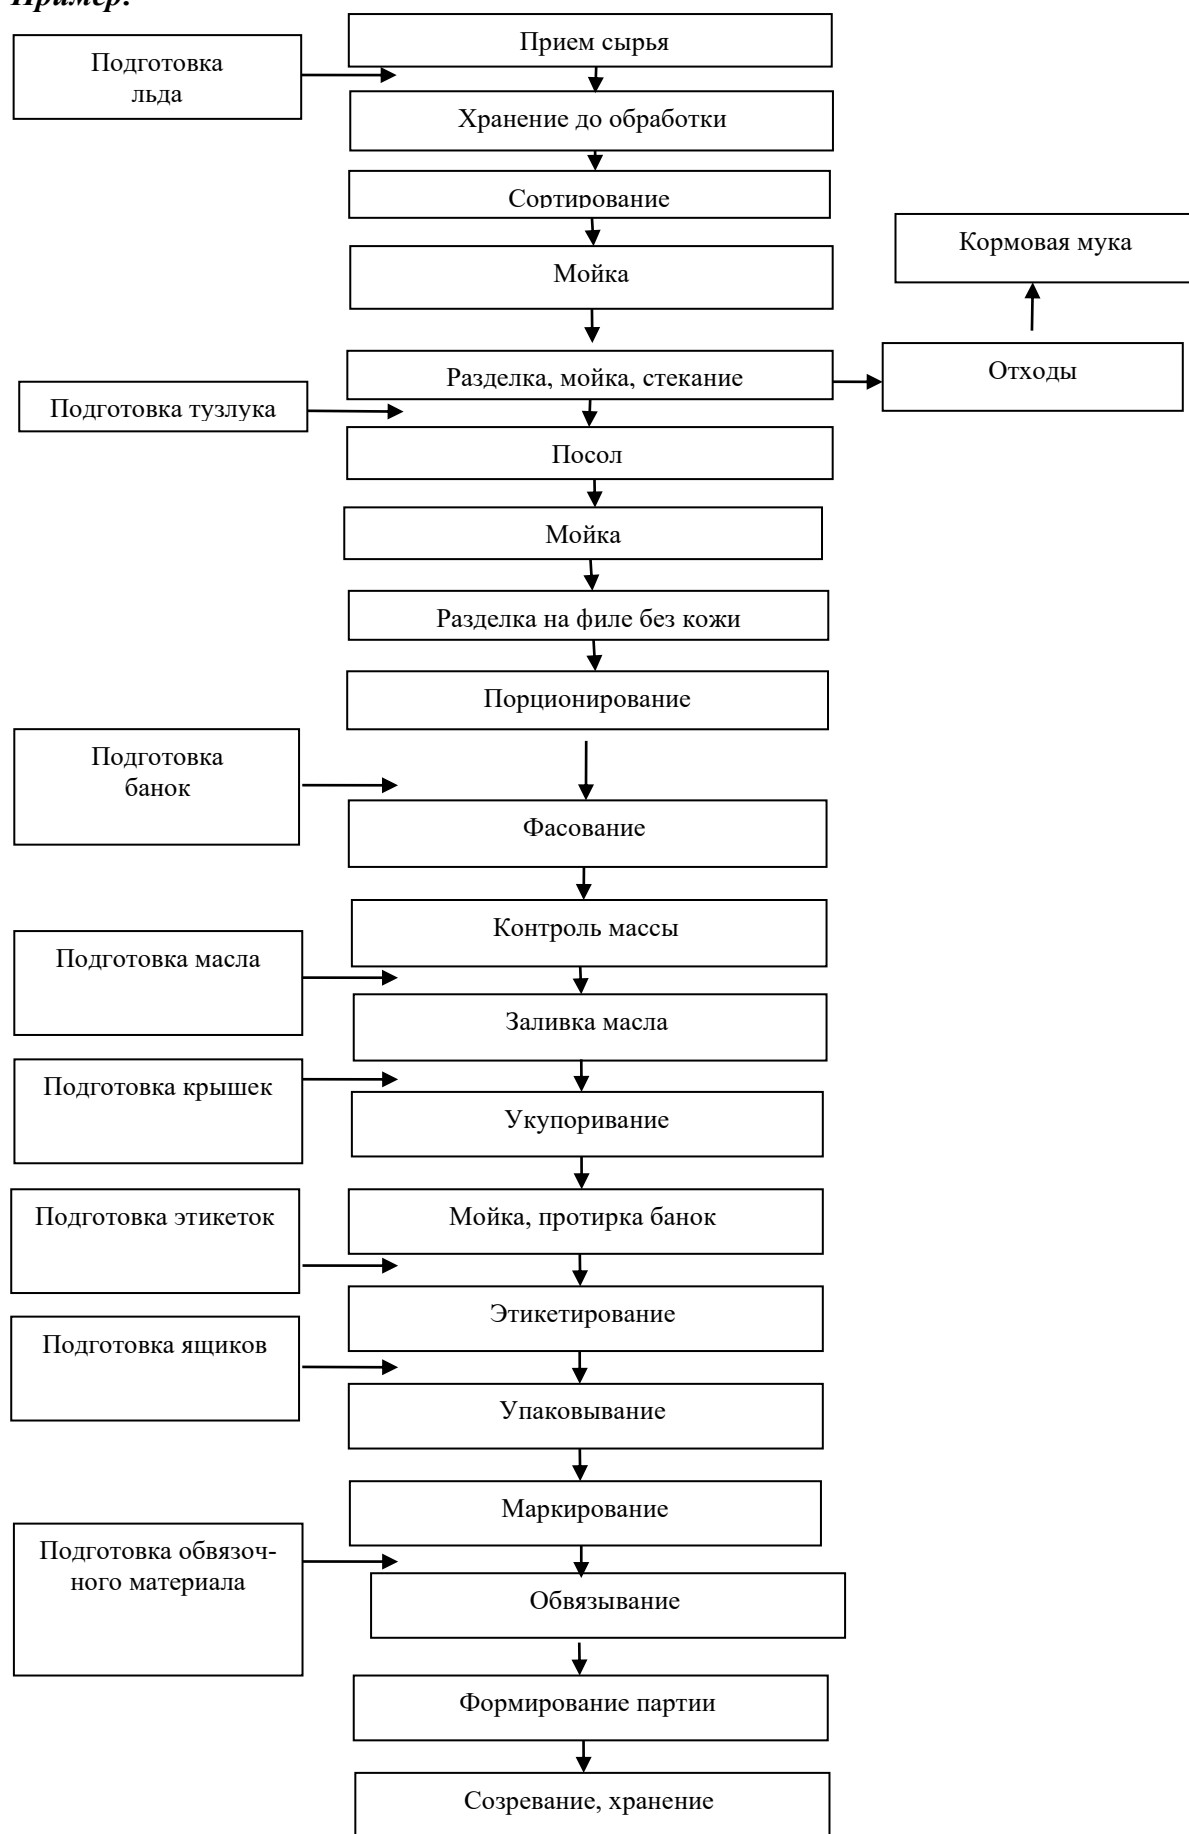 Пример:
Прием сырья
Подготовка
льда
Хранение до обработки
Сортирование
Кормовая мука
Мойка
Разделка, мойка, стекание
Отходы
Подготовка тузлука
Посол
Мойка
Разделка на филе без кожи
Порционирование
Подготовка
банок
Фасование
Контроль массы
Подготовка масла
Заливка масла
Подготовка крышек
Укупоривание
Подготовка этикеток
Мойка, протирка банок
Этикетирование
Подготовка ящиков
Упаковывание
Маркирование
Подготовка обвязоч-
ного материала
Обвязывание
Формирование партии
Созревание, хранение